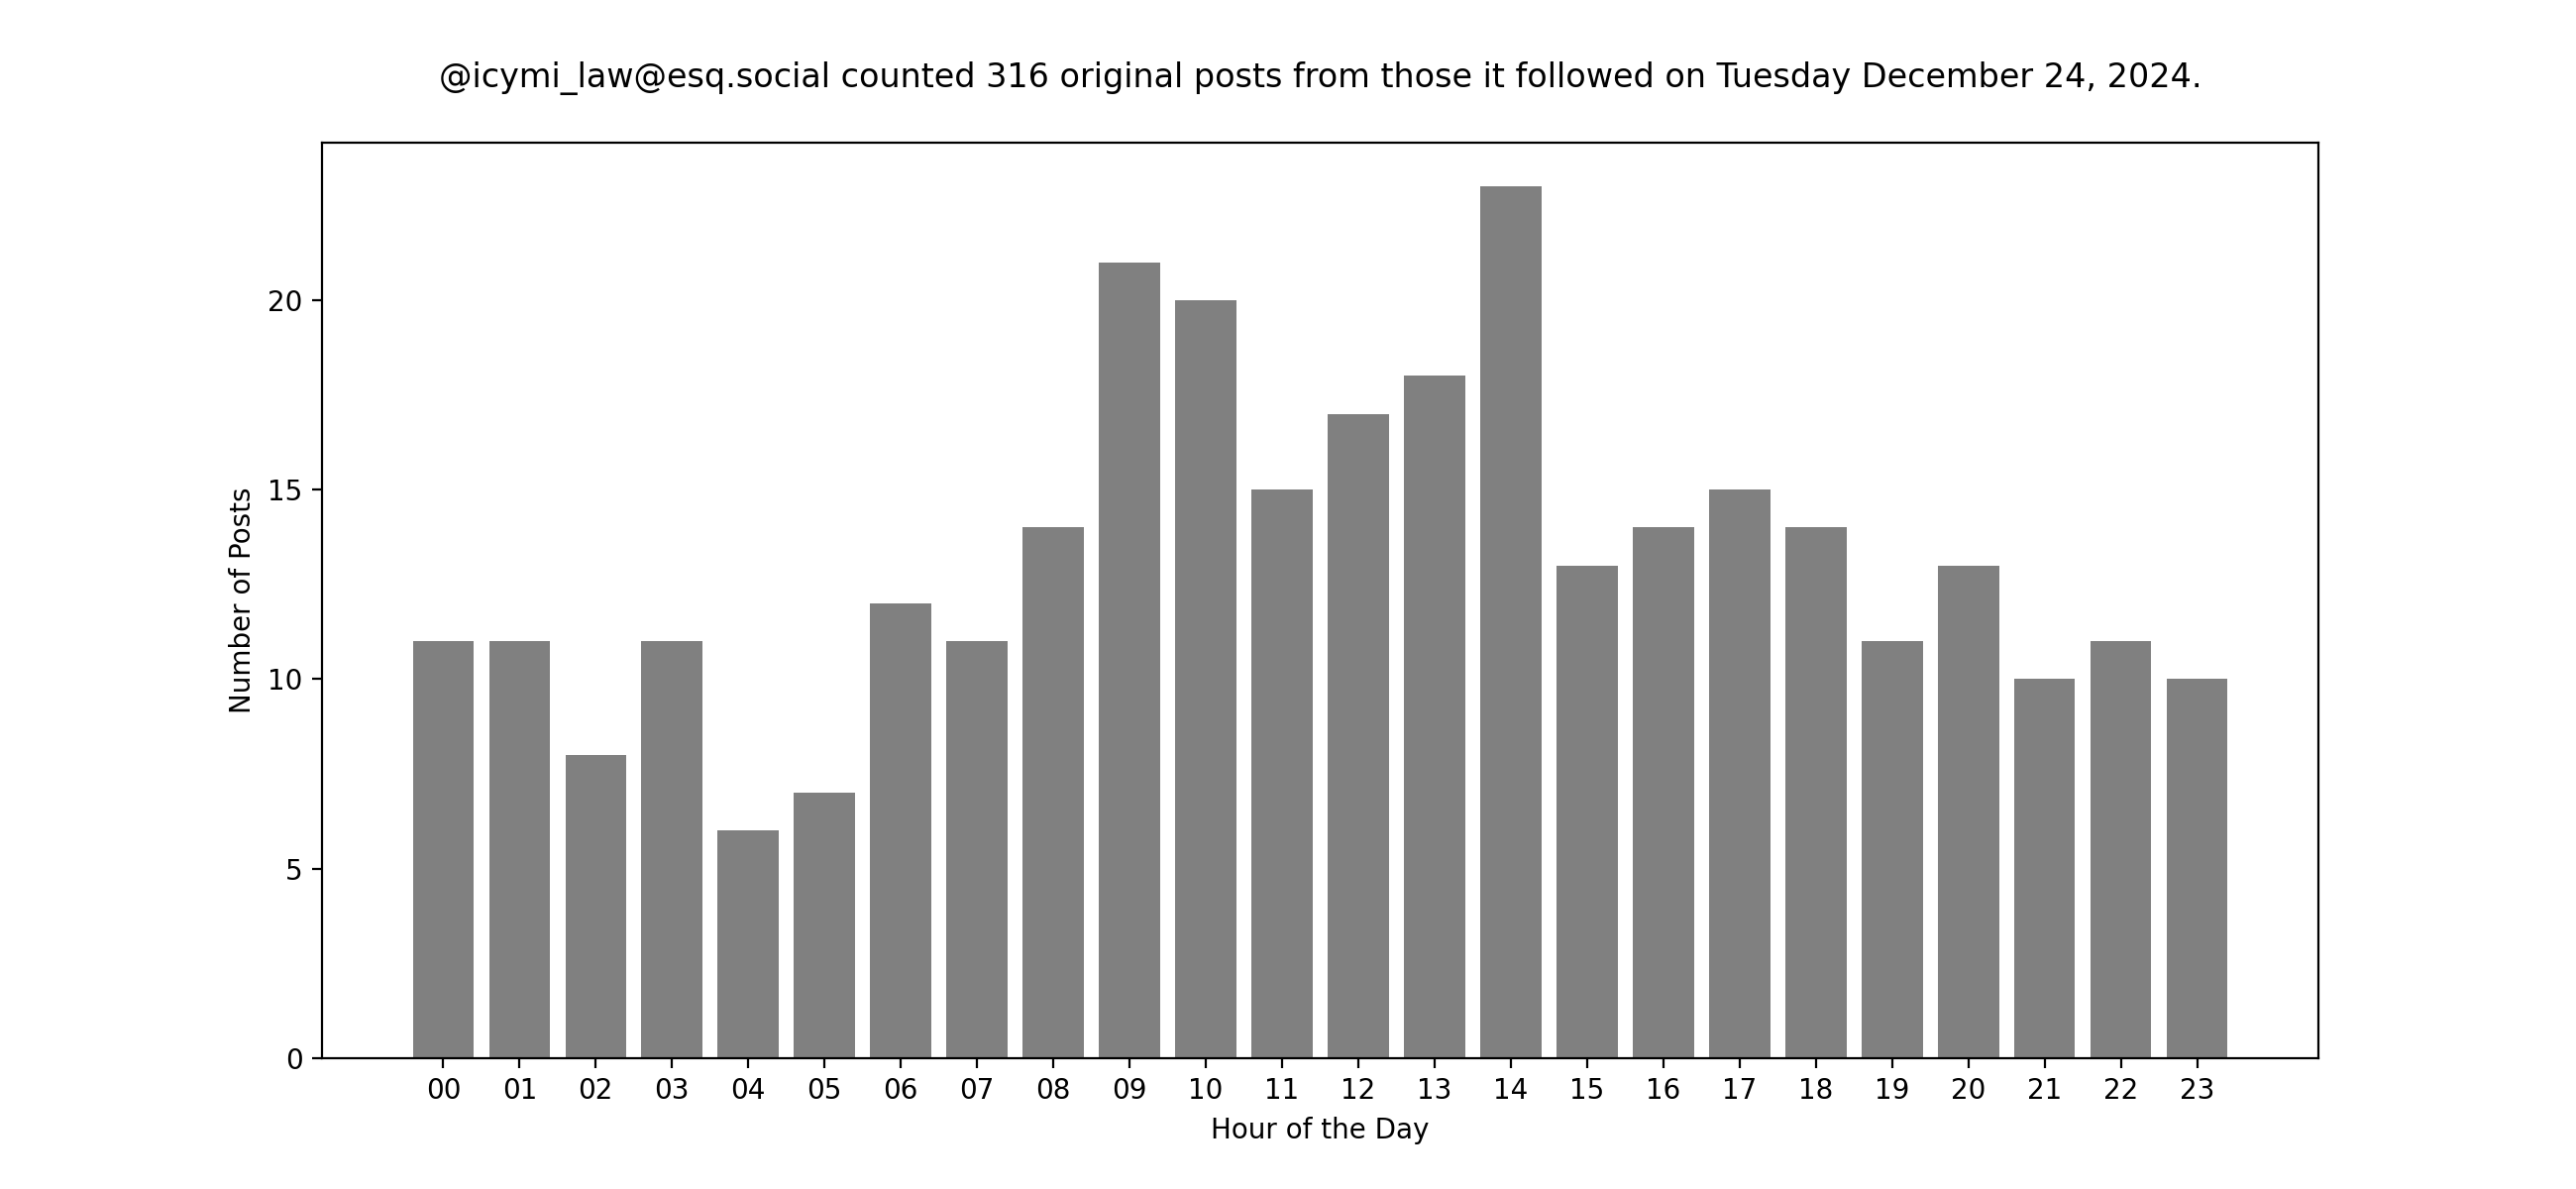 @icymi_law@esq.social counted 316 original posts from those it followed on Tuesday December 24, 2024.
20
15
10
5
0
Number of Posts
00 01 02 03 04 05 06 07 08 09 10 11 12 13 14 15 16 17 18 19 20 21 22 23
Hour of the Day